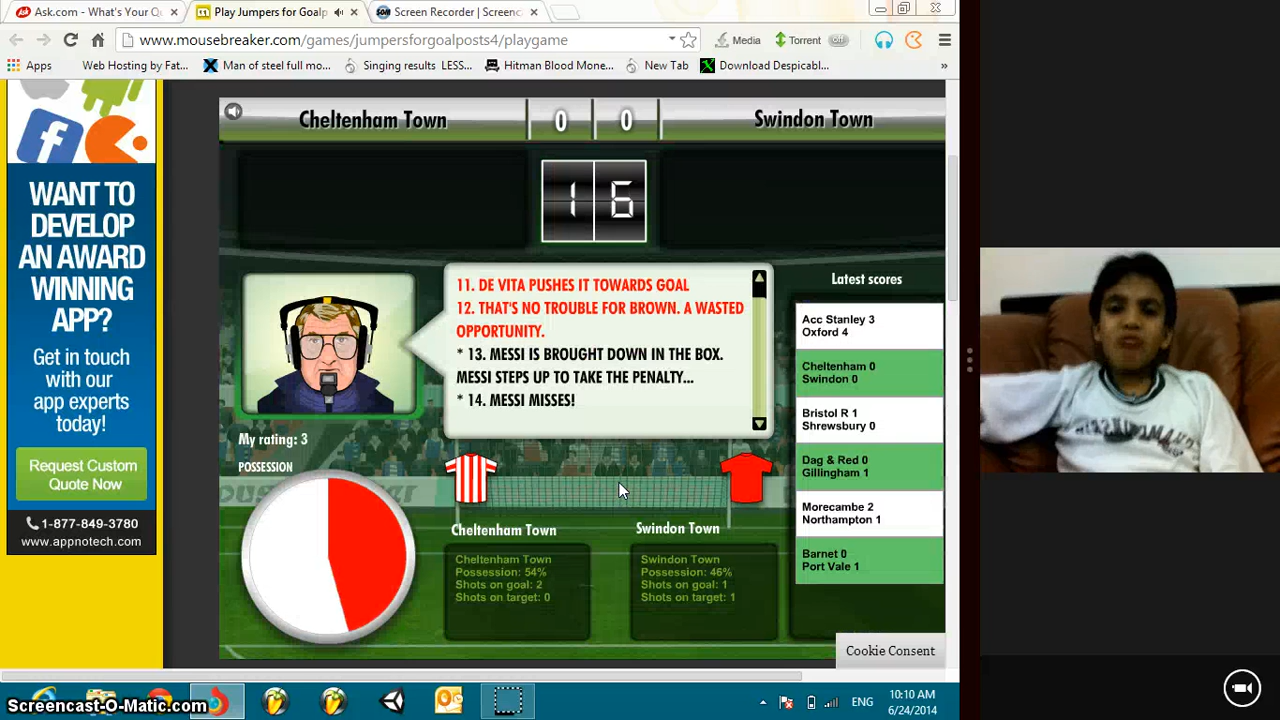 Ask.com - What's Your Qu
Play Jumpers for Goalp
Screen Recorder | Screenc
www.mousebreaker.com/games/jumpersforgoalposts4/playgame
Media
Torrent
off
Apps
Web Hosting by Fat...
Man of steel full mo...
Singing results LESS...
Hitman Blood Mone...
New Tab
Download Despicabl...
»
WANT TO
DEVELOP
AN AWARD
WINNING
APP?
Get in touch
with our
app experts
today!
Request Custom
Quote Now
1-877-849-3780
www.appnotech.com
Cheltenham Town
0
0
Swindon Town
16
11. DE VITA PUSHES IT TOWARDS GOAL
12. THAT'S NO TROUBLE FOR BROWN. A WASTED
OPPORTUNITY.
* 13. MESSI IS BROUGHT DOWN IN THE BOX.
MESSI STEPS UP TO TAKE THE PENALTY...
* 14. MESSI MISSES!
My rating: 3
POSSESSION
Cheltenham Town
Cheltenham Town
Possession: 54%
Shots on goal: 2
Shots on target: 0
Swindon Town
Swindon Town
Possession: 46%
Shots on goal: 1
Shots on target: 1
Latest scores
Acc Stanley 3
Oxford 4
Cheltenham 0
Swindon 0
Bristol R 1
Shrewsbury 0
Dag & Red 0
Gillingham 1
Morecambe 2
Northampton 1
Barnet 0
Port Vale 1
Cookie Consent
Screencast-O-Matic.com
ENG
10:10 AM
6/24/2014